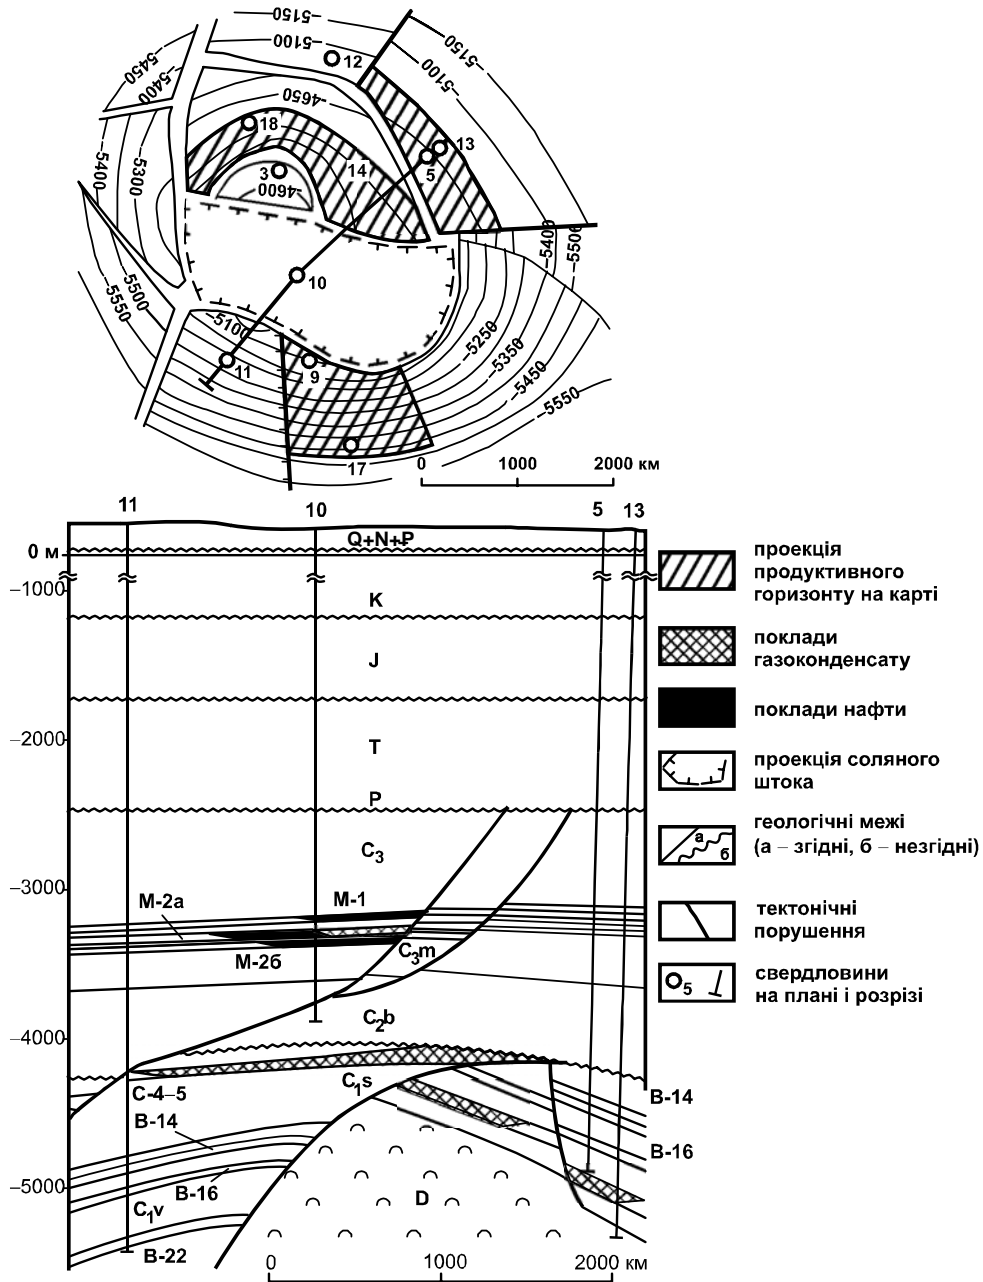 –5150
–5100
12
–5150
–5100
–5450
–5400
–4650
18
13
14
5
3
–4600
–5400
–5300
–5400
–5500
10
–5500
–5550
–5100
11
9
–5250
–5350
–5450
–5550
17
0 1000 2000 км
11 10 5 13
Q+N+P
0 м
–1000
K
J
–2000
T
P
C3
–3000
М-2а
М-1
М-2б
C3m
C2b
–4000
С-4–5
C1s
В-14
В-14
В-16
В-16
–5000
C1v
D
В-22
0 1000 2000 км
проекція
продуктивного
горизонту на карті
поклади
газоконденсату
поклади нафти
проекція соляного
штока
а
б
геологічні межі
(а – згідні, б – незгідні)
тектонічні
порушення
5
свердловини
на плані і розрізі